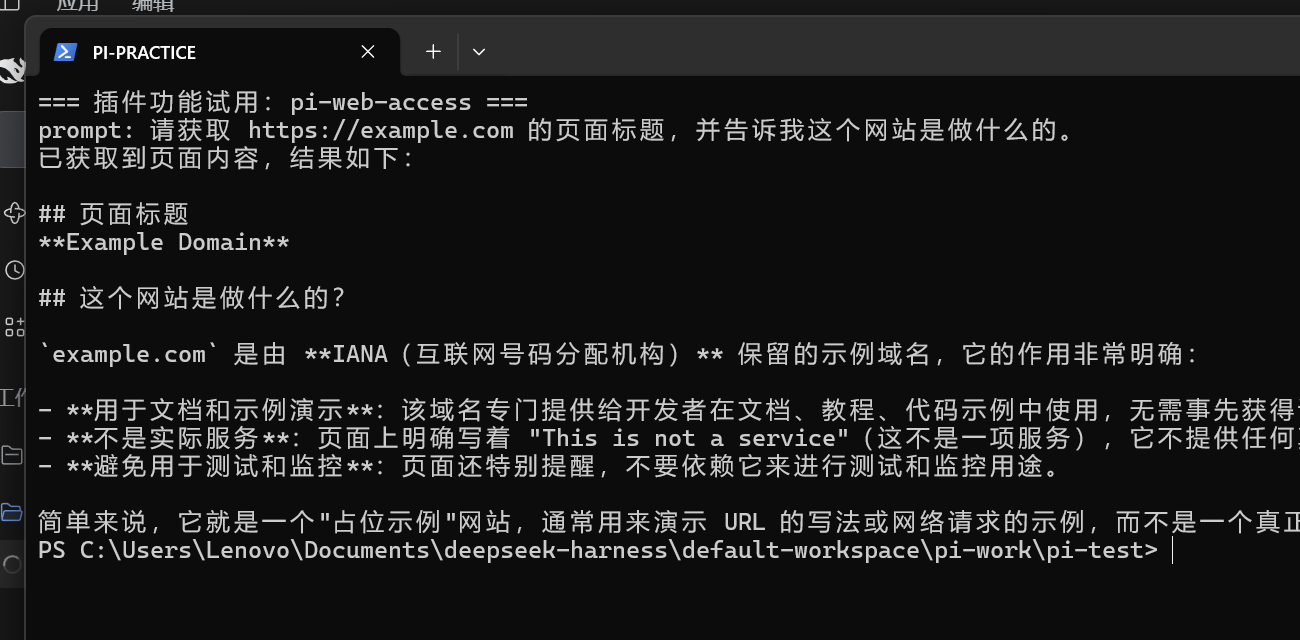 应用 编辑
PI-PRACTICE
=== 插件功能试用：pi-web-access ===
prompt: 请获取 https://example.com 的页面标题，并告诉我这个网站是做什么的。
已获取到页面内容，结果如下：
## 页面标题
**Example Domain**
## 这个网站是做什么的？
`example.com` 是由 **IANA（互联网号码分配机构）** 保留的示例域名，它的作用非常明确：
- **用于文档和示例演示**：该域名专门提供给开发者在文档、教程、代码示例中使用，无需事先获得
- **不是实际服务**：页面上明确写着 "This is not a service"（这不是一项服务），它不提供任何
- **避免用于测试和监控**：页面还特别提醒，不要依赖它来进行测试和监控用途。
简单来说，它就是一个"占位示例"网站，通常用来演示 URL 的写法或网络请求的示例，而不是一个真正
PS C:\Users\Lenovo\Documents\deepseek-harness\default-workspace\pi-work\pi-test>